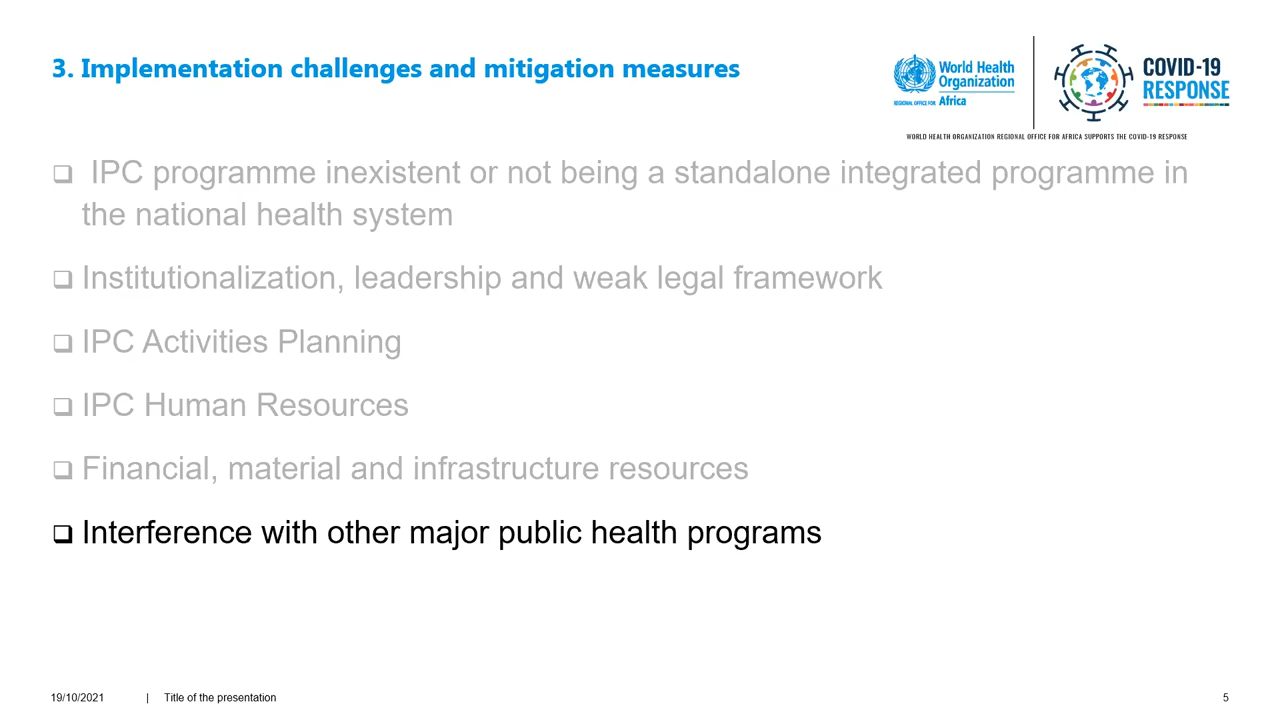 3. Implementation challenges and mitigation measures
World Health
Organization
REGIONAL OFFICE FOR Africa
COVID-19
RESPONSE
WORLD HEALTH ORGANIZATION REGIONAL OFFICE FOR AFRICA SUPPORTS THE COVID-19 RESPONSE
IPC programme inexistent or not being a standalone integrated programme in
the national health system
Institutionalization, leadership and weak legal framework
IPC Activities Planning
IPC Human Resources
Financial, material and infrastructure resources
Interference with other major public health programs
19/10/2021 | Title of the presentation 5